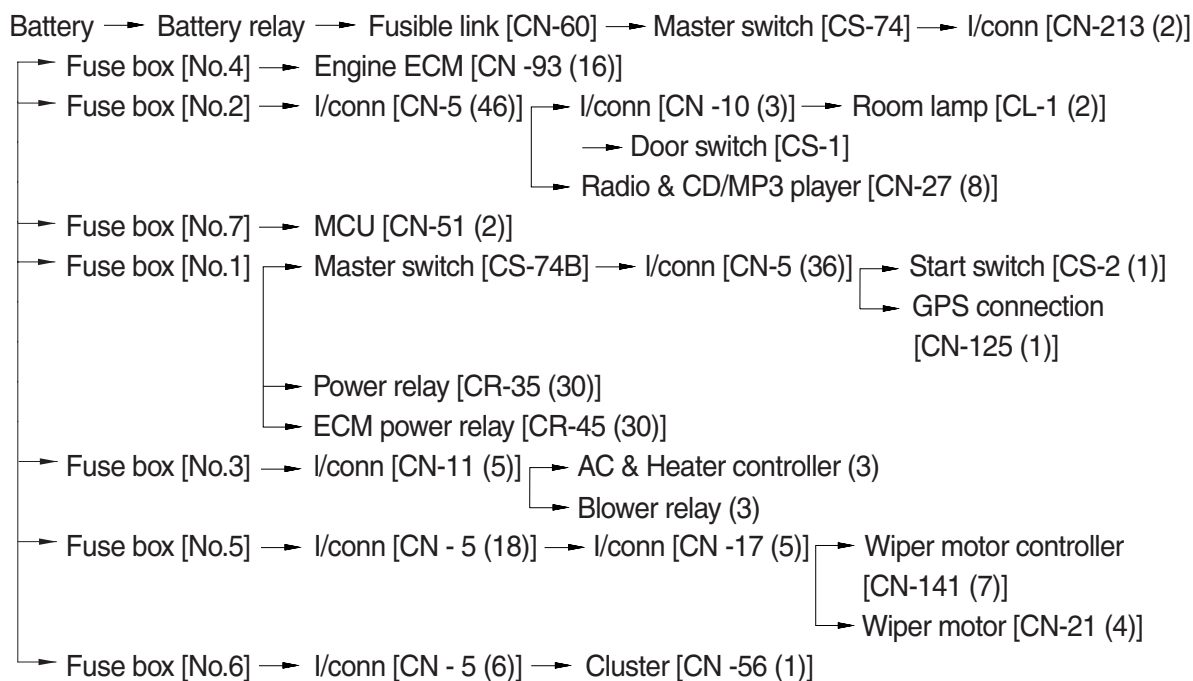 Battery → Battery relay → Fusible link [CN-60] → Master switch [CS-74] → I/conn [CN-213 (2)]
Fuse box [No.4] → Engine ECM [CN -93 (16)]
Fuse box [No.2] → I/conn [CN-5 (46)] → I/conn [CN -10 (3)] → Room lamp [CL-1 (2)]
→ Door switch [CS-1]
→ Radio & CD/MP3 player [CN-27 (8)]
Fuse box [No.7] → MCU [CN-51 (2)]
Fuse box [No.1] → Master switch [CS-74B] → I/conn [CN-5 (36)] → Start switch [CS-2 (1)]
→ GPS connection
[CN-125 (1)]
→ Power relay [CR-35 (30)]
→ ECM power relay [CR-45 (30)]
Fuse box [No.3] → I/conn [CN-11 (5)] → AC & Heater controller (3)
→ Blower relay (3)
Fuse box [No.5] → I/conn [CN - 5 (18)] → I/conn [CN -17 (5)] → Wiper motor controller
[CN-141 (7)]
→ Wiper motor [CN-21 (4)]
Fuse box [No.6] → I/conn [CN - 5 (6)] → Cluster [CN -56 (1)]